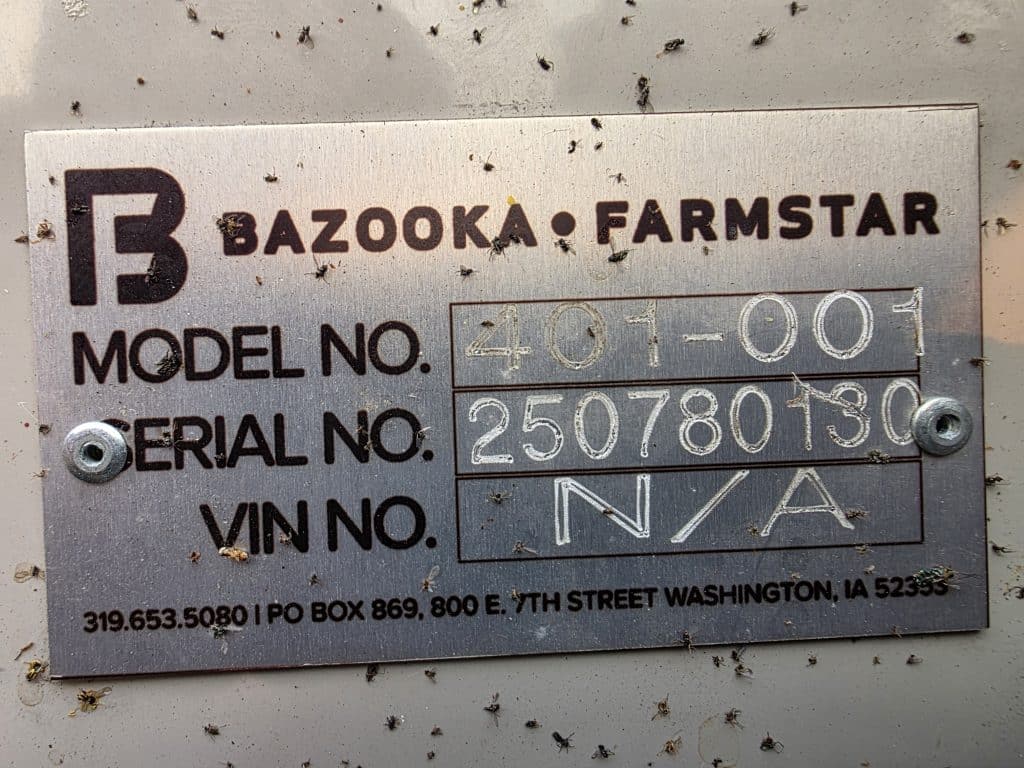 BAZOOKA • FARMSTAR
MODEL NO. 401-001
SERIAL NO. 250780130
VIN NO. N/A
319.653.5080 | PO BOX 869, 800 E. 7TH STREET WASHINGTON, IA 52353